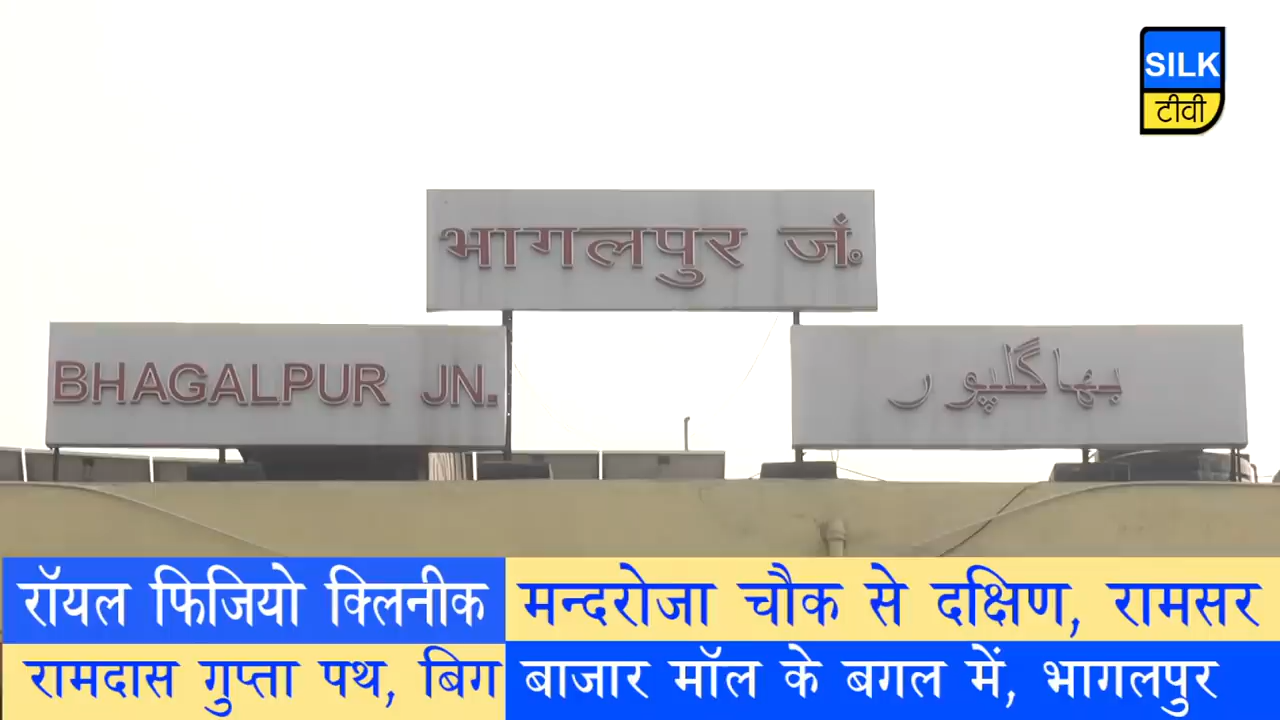 SILK
टीवी
भागलपुर जं.
BHAGALPUR JN.
بھاگلپور
रॉयल फिजियो क्लिनीक मन्दरोजा चौक से दक्षिण, रामसर
रामदास गुप्ता पथ, बिग बाजार मॉल के बगल में, भागलपुर